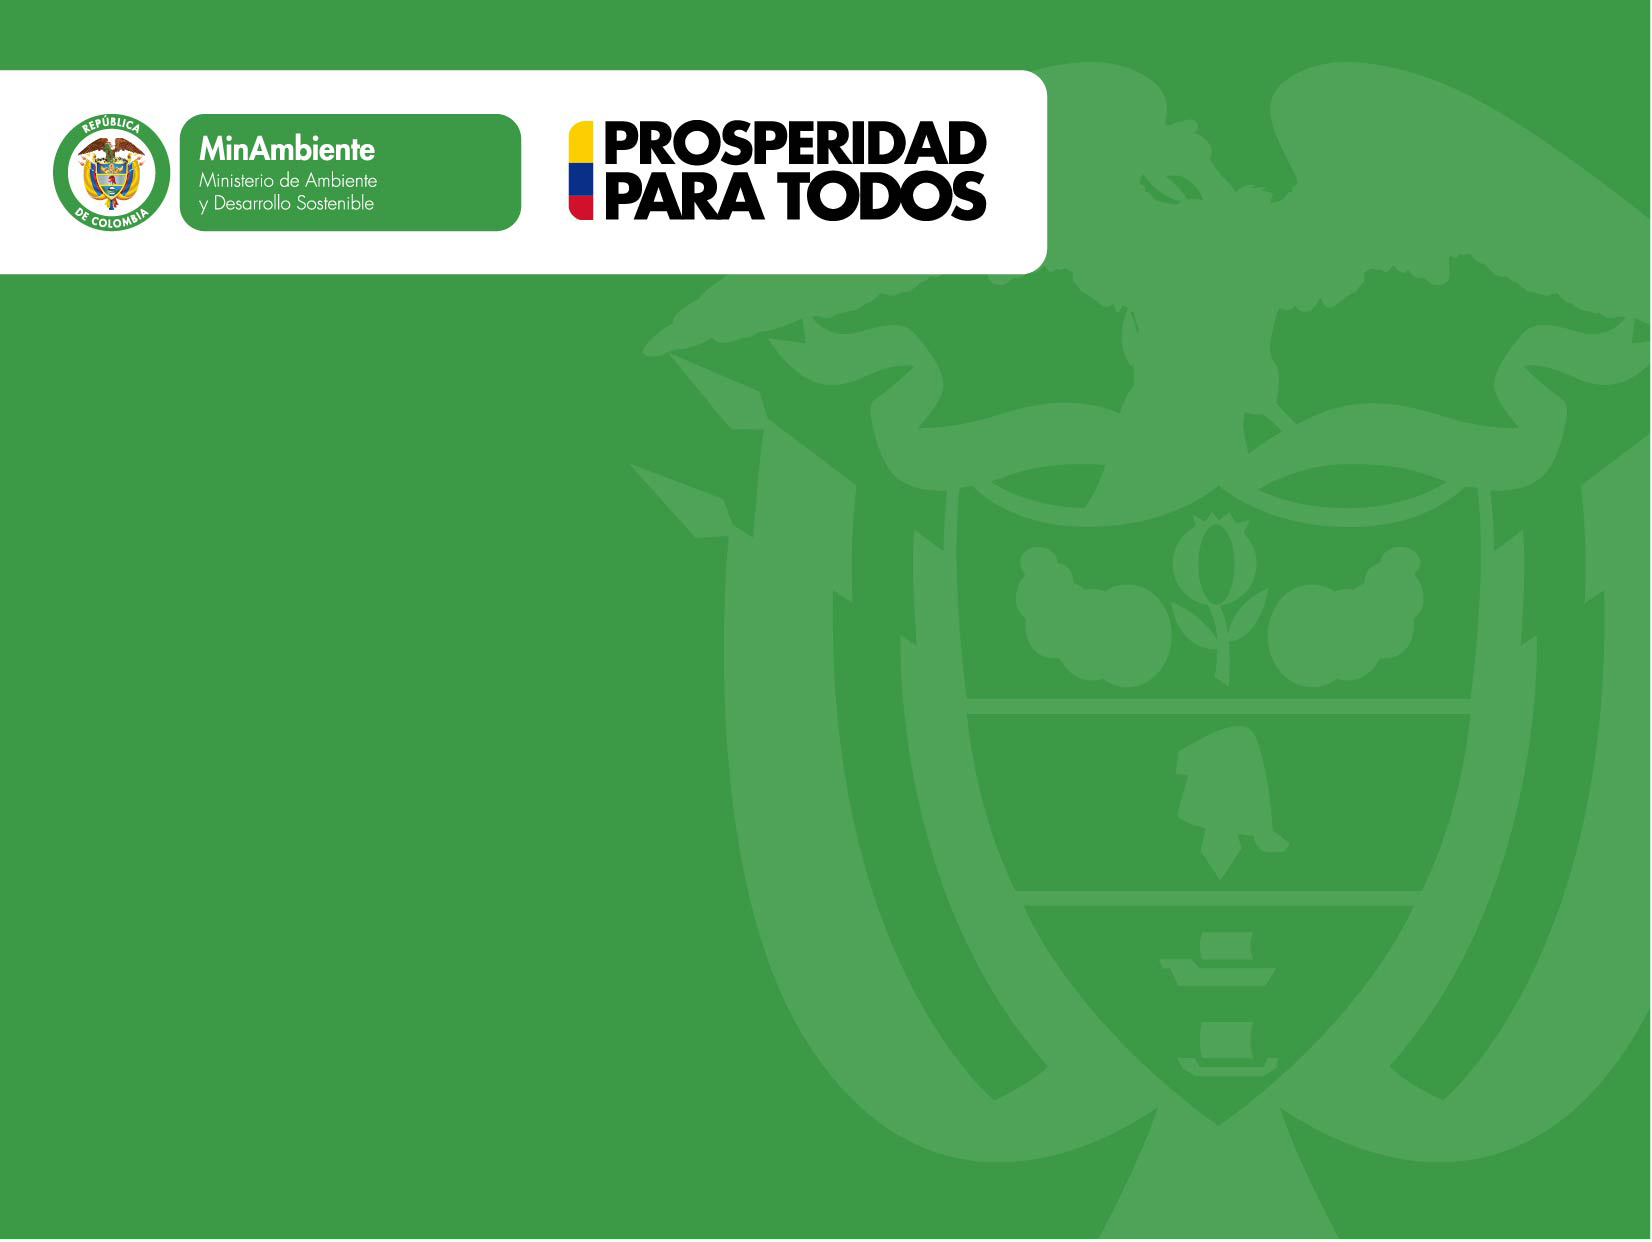 REPÚBLICA
DE COLOMBIA
MinAmbiente
Ministerio de Ambiente
y Desarrollo Sostenible
PROSPERIDAD
PARA TODOS